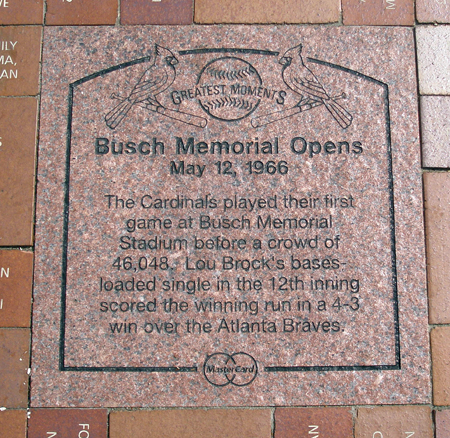 GREATEST MOMENTS
Busch Memorial Opens
May 12, 1966
The Cardinals played their first
game at Busch Memorial
Stadium before a crowd of
46,048. Lou Brock's bases-
loaded single in the 12th inning
scored the winning run in a 4-3
win over the Atlanta Braves.
MasterCard